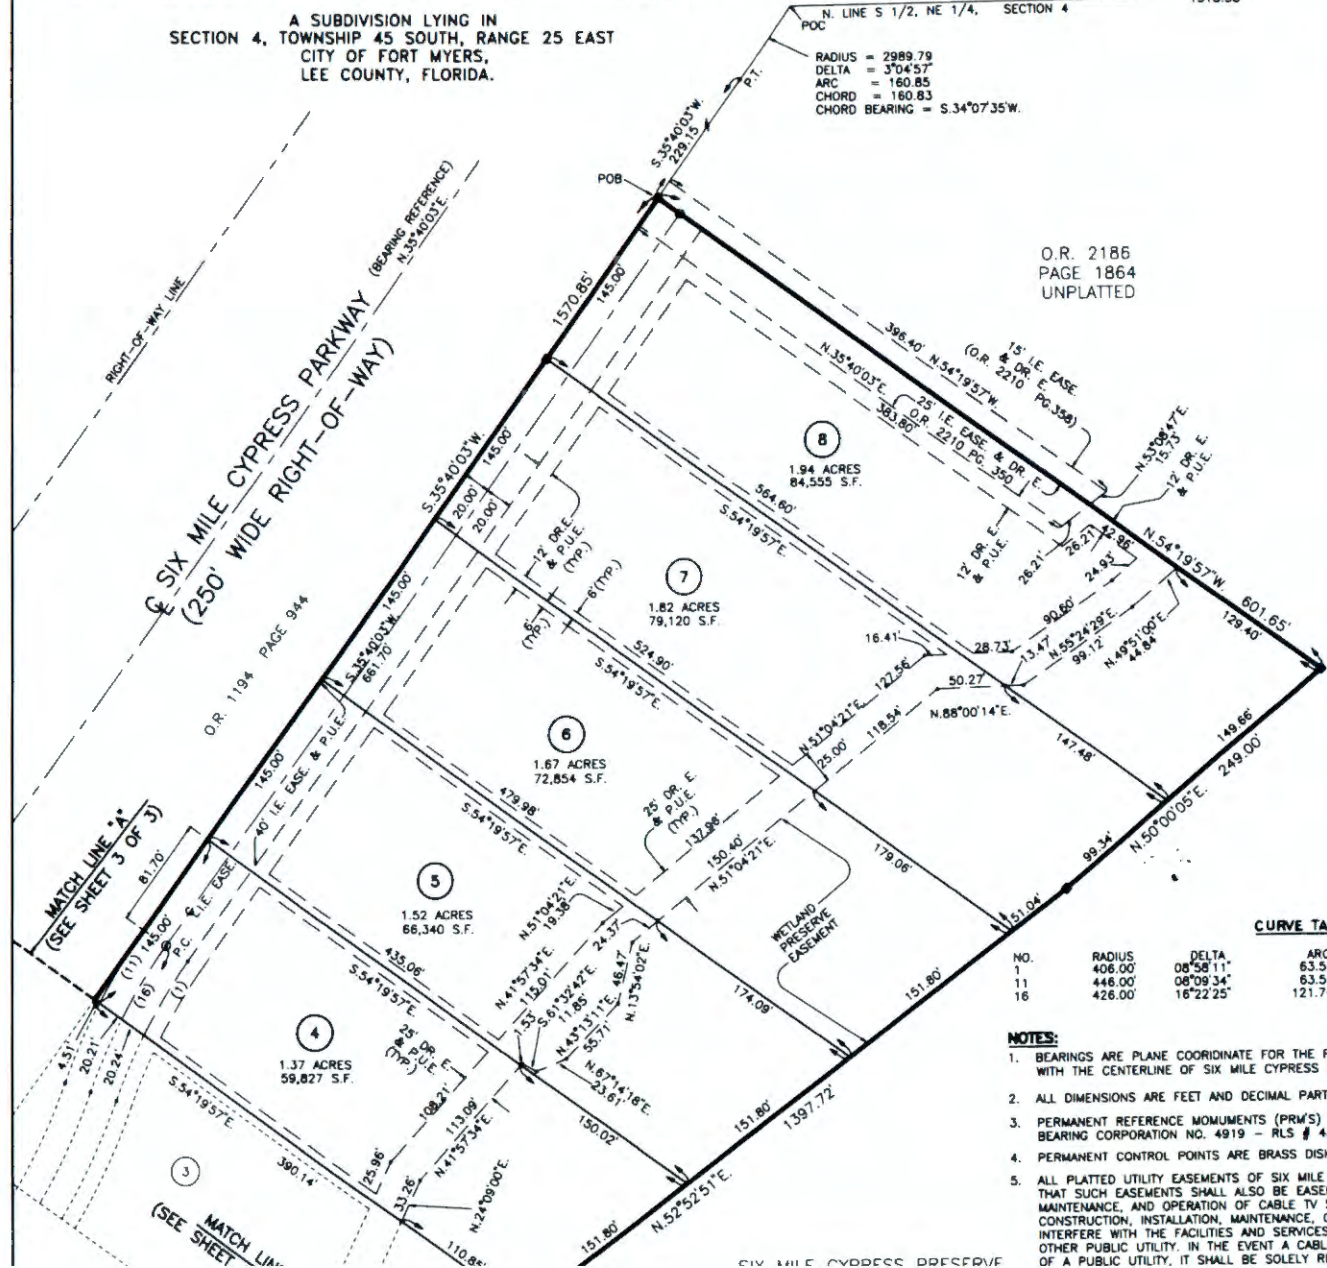 A SUBDIVISION LYING IN
SECTION 4, TOWNSHIP 45 SOUTH, RANGE 25 EAST
CITY OF FORT MYERS,
LEE COUNTY, FLORIDA.
N. LINE S 1/2, NE 1/4, SECTION 4
POC
RADIUS = 2989.79
DELTA = 3°04'57"
ARC = 160.85
CHORD = 160.83
CHORD BEARING = S.34°07'35"W.
P.T.
S.35°40'03"W.
229.15
POB
RIGHT-OF-WAY LINE
℄ SIX MILE CYPRESS PARKWAY
(250' WIDE RIGHT-OF-WAY)
(BEARING REFERENCE)
N.35°40'03"E.
O.R. 1194 PAGE 944
O.R. 2186
PAGE 1864
UNPLATTED
1570.85'
S.35°40'03"W.
145.00'
396.40' N.54°19'57"W.
15' I.E. EASE.
& DR. E.
(O.R. 2210 PG.358)
N.35°40'03"E.
383.80'
25' I.E. EASE. & DR. E.
O.R. 2210 PG. 350
N.53°08'47"E.
15.73'
12' DR. E.
& P.U.E.
8
1.94 ACRES
84,555 S.F.
12' DR. E.
& P.U.E.
26.21'
26.21'
42.86'
24.93'
N.54°19'57"W.
601.65'
129.40'
564.60'
S.54°19'57"E.
145.00'
20.00'
20.00'
12' DR.E.
& P.U.E.
(TYP.)
6'(TYP.)
6'
(TYP.)
7
1.82 ACRES
79,120 S.F.
16.41'
28.73'
90.60'
13.47'
N.55°24'29"E.
99.12'
N.49°51'00"E.
44.84'
50.27'
N.88°00'14"E.
127.56'
N.51°04'21"E.
118.54'
25.00'
147.48'
149.66'
249.00'
N.50°00'05"E.
99.34'
145.00'
S.35°40'03"W.
661.70'
524.90'
S.54°19'57"E.
6
1.67 ACRES
72,854 S.F.
25' DR. E.
& P.U.E.
(TYP.)
137.96'
150.40'
N.51°04'21"E.
179.06'
151.04'
WETLAND
PRESERVE
EASEMENT
145.00'
40' I.E. EASE. & P.U.E.
479.98'
S.54°19'57"E.
5
1.52 ACRES
66,340 S.F.
N.51°04'21"E.
19.38'
24.37'
N.41°57'34"E.
115.01'
1.53'
S.61°32'42"E.
11.85'
N.43°13'11"E.
55.71'
46.47'
N.13°54'02"E.
N.67°14'18"E.
23.61'
174.09'
151.80'
MATCH LINE "A"
(SEE SHEET 3 OF 3)
81.70'
(11) 145.00'
P.C.
℄ I.E. EASE.
(16)
(1)
4.51'
20.21'
20.24'
435.06'
S.54°19'57"E.
4
1.37 ACRES
59,827 S.F.
25' DR. E.
& P.U.E.
(TYP.)
108.21'
113.09'
N.41°57'34"E.
25.96'
33.26'
N.24°09'00"E.
150.02'
151.80'
1397.72'
N.52°52'51"E.
151.80'
S.54°19'57"E.
390.14'
110.85'
3
MATCH LIN
(SEE SHEET
SIX MILE CYPRESS PRESERVE
CURVE TA
NO. RADIUS DELTA ARC
1 406.00' 08°58'11" 63.5
11 446.00' 08°09'34" 63.5
16 426.00' 16°22'25" 121.7
NOTES:
1. BEARINGS ARE PLANE COORIDINATE FOR THE
WITH THE CENTERLINE OF SIX MILE CYPRESS
2. ALL DIMENSIONS ARE FEET AND DECIMAL PART
3. PERMANENT REFERENCE MOMUMENTS (PRM'S)
BEARING CORPORATION NO. 4919 - RLS # 4
4. PERMANENT CONTROL POINTS ARE BRASS DIS
5. ALL PLATTED UTILITY EASEMENTS OF SIX MILE
THAT SUCH EASEMENTS SHALL ALSO BE EASE
MAINTENANCE, AND OPERATION OF CABLE TV
CONSTRUCTION, INSTALLATION, MAINTENANCE,
INTERFERE WITH THE FACILITIES AND SERVICES
OTHER PUBLIC UTILITY. IN THE EVENT A CABL
OF A PUBLIC UTILITY, IT SHALL BE SOLELY R